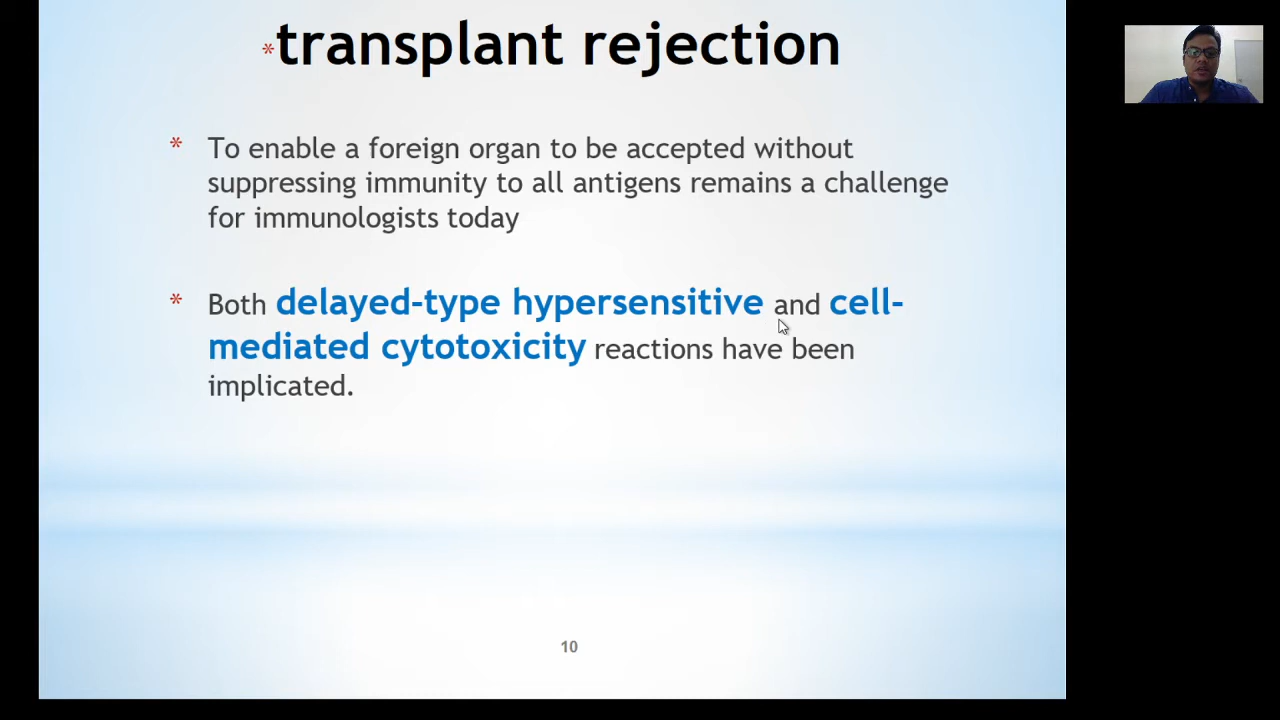 *transplant rejection
* To enable a foreign organ to be accepted without
suppressing immunity to all antigens remains a challenge
for immunologists today
* Both delayed-type hypersensitive and cell-
mediated cytotoxicity reactions have been
implicated.
10